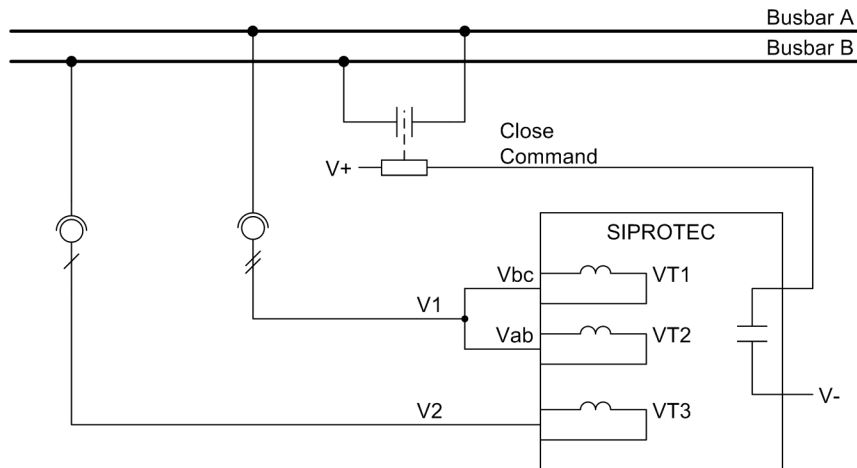 Busbar A
Busbar B
Close
Command
V+
SIPROTEC
Vbc
VT1
V1
Vab
VT2
V-
V2
VT3